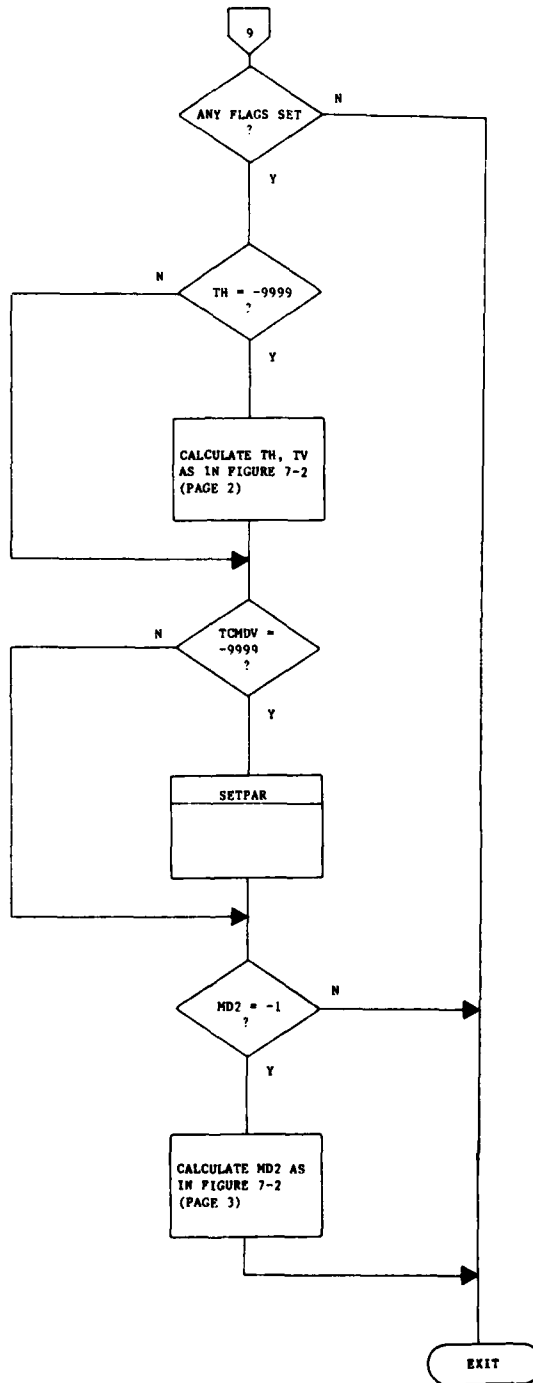 9
N
ANY FLAGS SET
?
Y
N
TH = -9999
?
Y
CALCULATE TH, TV
AS IN FIGURE 7-2
(PAGE 2)
N
TCMDV =
-9999
?
Y
SETPAR
MD2 = -1
?
N
Y
CALCULATE MD2 AS
IN FIGURE 7-2
(PAGE 3)
EXIT